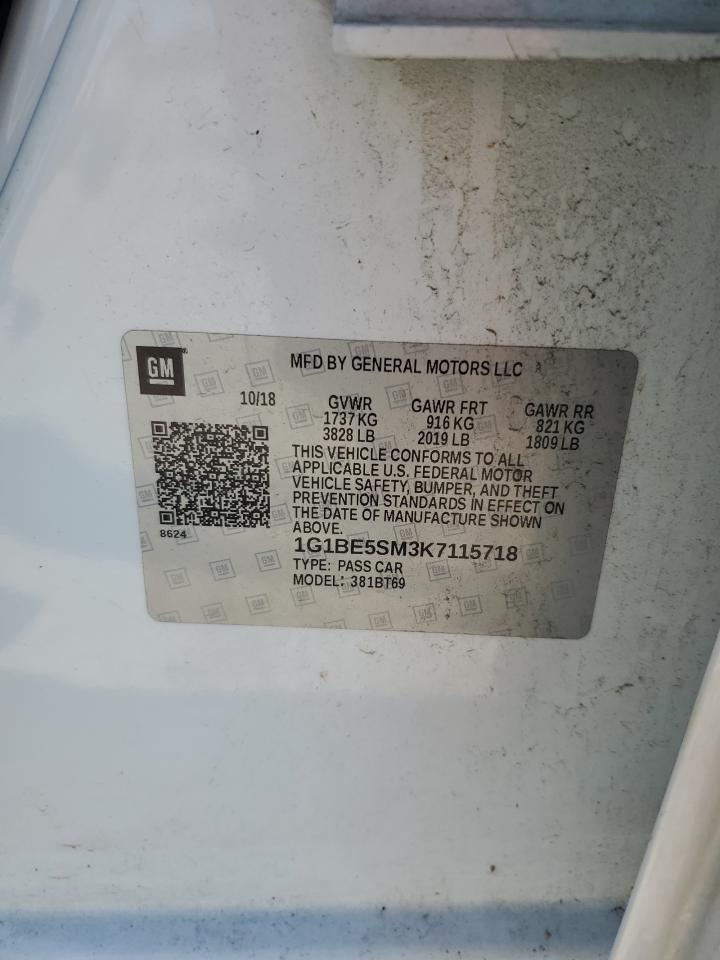 GM
MFD BY GENERAL MOTORS LLC
10/18
GVWR GAWR FRT GAWR RR
1737 KG 916 KG 821 KG
3828 LB 2019 LB 1809 LB
THIS VEHICLE CONFORMS TO ALL
APPLICABLE U.S. FEDERAL MOTOR
VEHICLE SAFETY, BUMPER, AND THEFT
PREVENTION STANDARDS IN EFFECT ON
THE DATE OF MANUFACTURE SHOWN
ABOVE.
8624
1G1BE5SM3K7115718
TYPE: PASS CAR
MODEL: 381BT69